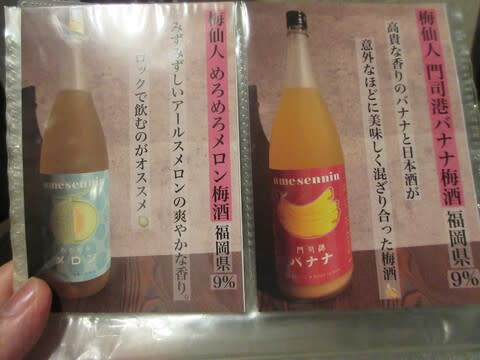 梅仙人 門司港バナナ梅酒 福岡県 9%
高貴な香りのバナナと日本酒が
意外なほどに美味しく混ざり合った梅酒
umesennin
門司港
バナナ
梅仙人 めろめろメロン梅酒 福岡県 9%
みずみずしいアールスメロンの爽やかな香り。
ロックで飲むのがオススメ
umesennin
めろめろ
メロン